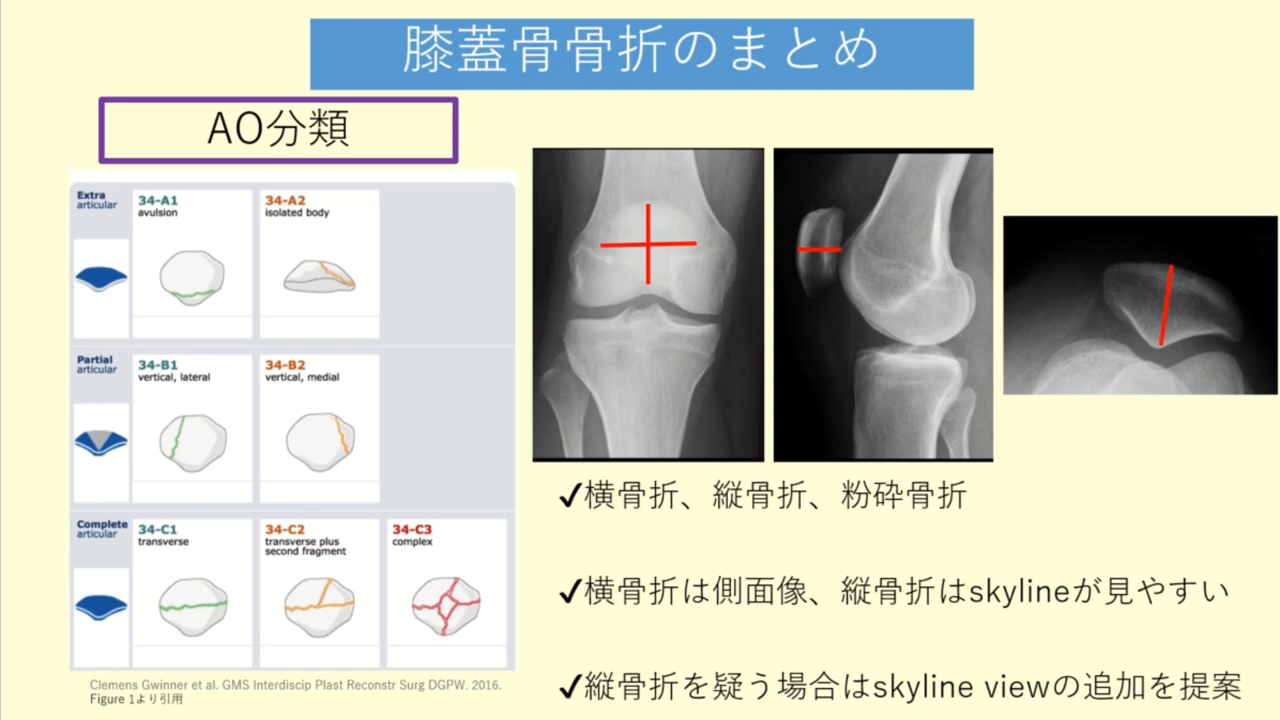 膝蓋骨骨折のまとめ
AO分類
Extra
articular
34-A1
avulsion
34-A2
isolated body
Partial
articular
34-B1
vertical, lateral
34-B2
vertical, medial
Complete
articular
34-C1
transverse
34-C2
transverse plus
second fragment
34-C3
complex
Clemens Gwinner et al. GMS Interdiscip Plast Reconstr Surg DGPW. 2016.
Figure 1より引用
✓横骨折、縦骨折、粉砕骨折
✓横骨折は側面像、縦骨折はskylineが見やすい
✓縦骨折を疑う場合はskyline viewの追加を提案